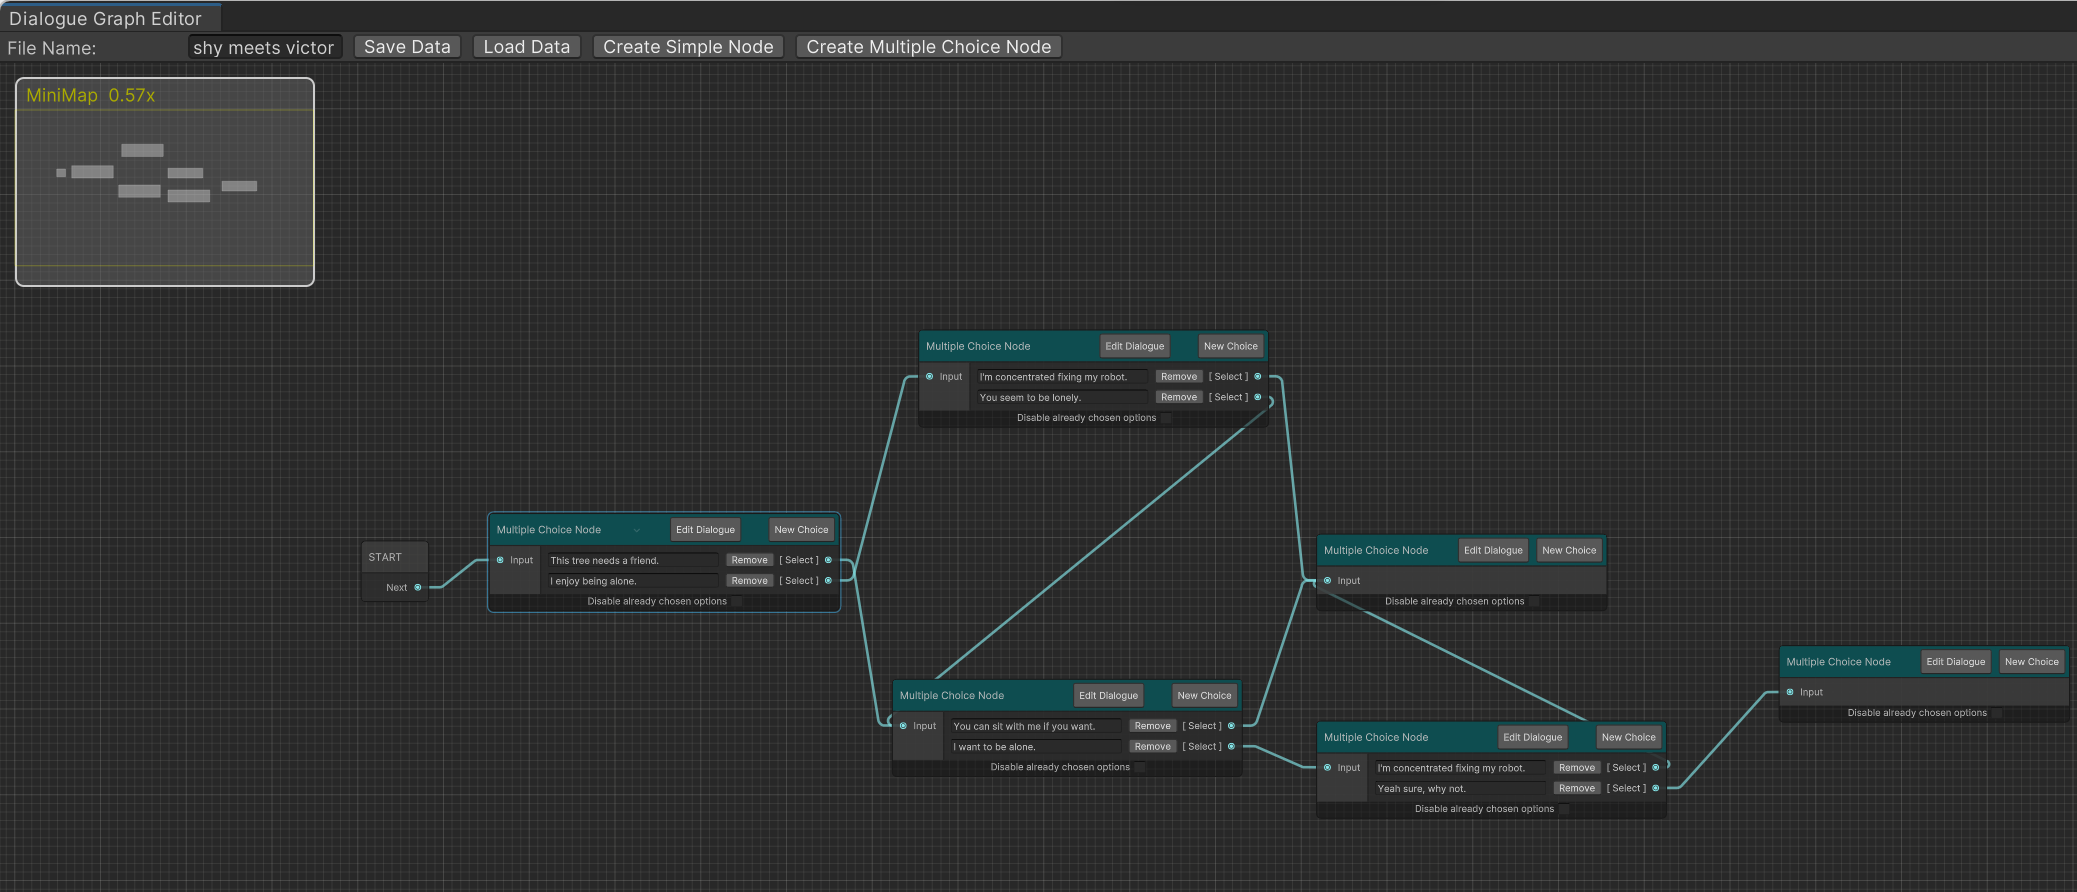 Dialogue Graph Editor
File Name: shy meets victor Save Data Load Data Create Simple Node Create Multiple Choice Node
MiniMap 0.57x
Multiple Choice Node Edit Dialogue New Choice
Input I'm concentrated fixing my robot. Remove [ Select ]
You seem to be lonely. Remove [ Select ]
Disable already chosen options
START
Next
Multiple Choice Node Edit Dialogue New Choice
Input This tree needs a friend. Remove [ Select ]
I enjoy being alone. Remove [ Select ]
Disable already chosen options
Multiple Choice Node Edit Dialogue New Choice
Input
Disable already chosen options
Multiple Choice Node Edit Dialogue New Choice
Input You can sit with me if you want. Remove [ Select ]
I want to be alone. Remove [ Select ]
Disable already chosen options
Multiple Choice Node Edit Dialogue New Choice
Input I'm concentrated fixing my robot. Remove [ Select ]
Yeah sure, why not. Remove [ Select ]
Disable already chosen options
Multiple Choice Node Edit Dialogue New Choice
Input
Disable already chosen options